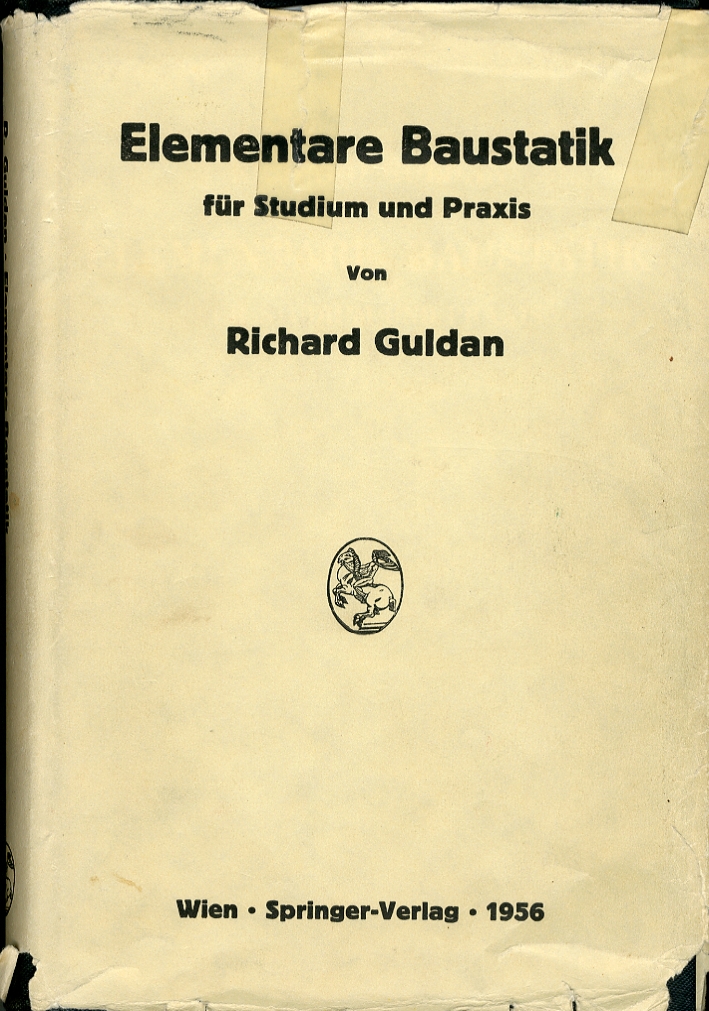 Elementare Baustatik
für Studium und Praxis
Von
Richard Guldan
Wien • Springer-Verlag • 1956